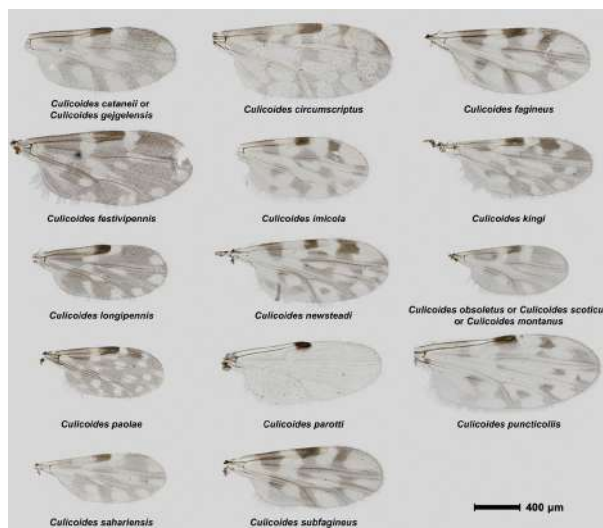 Culicoides cataneii or
Culicoides gejgelensis
Culicoides circumscriptus
Culicoides fagineus
Culicoides festivipennis
Culicoides imicola
Culicoides kingi
Culicoides longipennis
Culicoides newsteadi
Culicoides obsoletus or Culicoides scoticu
or Culicoides montanus
Culicoides paolae
Culicoides parotti
Culicoides puncticollis
Culicoides sahariensis
Culicoides subfagineus
400 µm